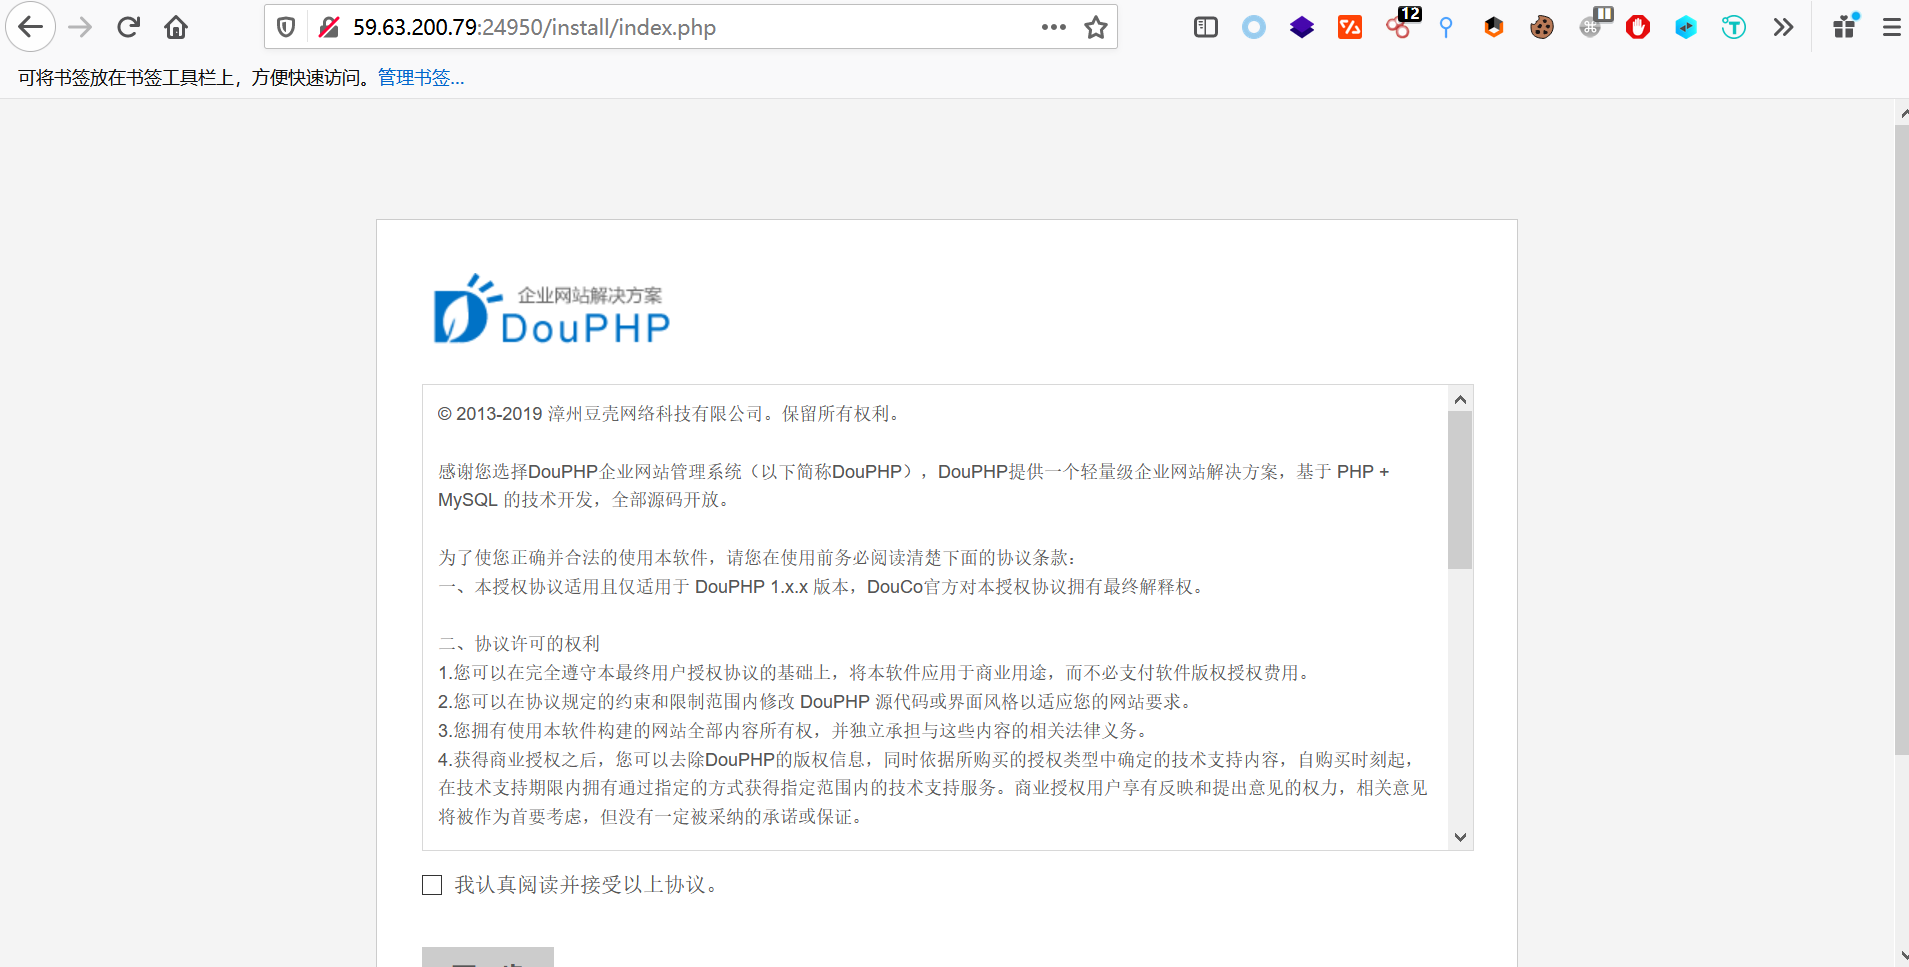 59.63.200.79:24950/install/index.php
12
可将书签放在书签工具栏上，方便快速访问。管理书签...
企业网站解决方案
DouPHP
© 2013-2019 漳州豆壳网络科技有限公司。保留所有权利。
感谢您选择DouPHP企业网站管理系统（以下简称DouPHP），DouPHP提供一个轻量级企业网站解决方案，基于 PHP +
MySQL 的技术开发，全部源码开放。
为了使您正确并合法的使用本软件，请您在使用前务必阅读清楚下面的协议条款：
一、本授权协议适用且仅适用于 DouPHP 1.x.x 版本，DouCo官方对本授权协议拥有最终解释权。
二、协议许可的权利
1.您可以在完全遵守本最终用户授权协议的基础上，将本软件应用于商业用途，而不必支付软件版权授权费用。
2.您可以在协议规定的约束和限制范围内修改 DouPHP 源代码或界面风格以适应您的网站要求。
3.您拥有使用本软件构建的网站全部内容所有权，并独立承担与这些内容的相关法律义务。
4.获得商业授权之后，您可以去除DouPHP的版权信息，同时依据所购买的授权类型中确定的技术支持内容，自购买时刻起，
在技术支持期限内拥有通过指定的方式获得指定范围内的技术支持服务。商业授权用户享有反映和提出意见的权力，相关意见
将被作为首要考虑，但没有一定被采纳的承诺或保证。
我认真阅读并接受以上协议。